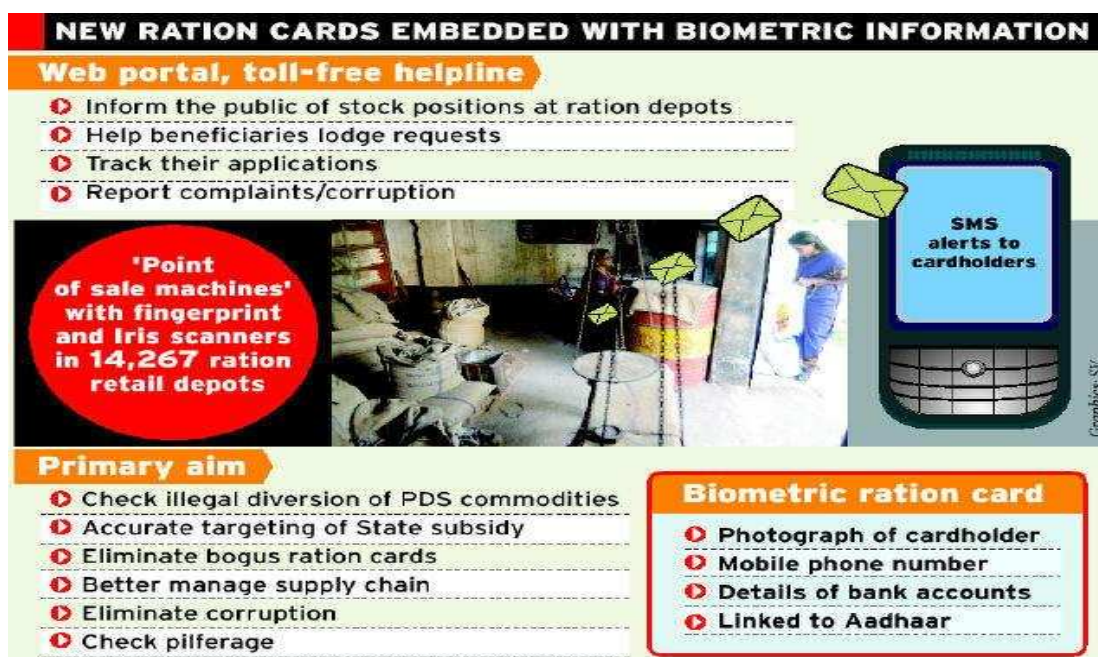 NEW RATION CARDS EMBEDDED WITH BIOMETRIC INFORMATION
Web portal, toll-free helpline
Inform the public of stock positions at ration depots
Help beneficiaries lodge requests
Track their applications
Report complaints/corruption
'Point
of sale machines'
with fingerprint
and Iris scanners
in 14,267 ration
retail depots
SMS
alerts to
cardholders
Primary aim
Check illegal diversion of PDS commodities
Accurate targeting of State subsidy
Eliminate bogus ration cards
Better manage supply chain
Eliminate corruption
Check pilferage
Biometric ration card
Photograph of cardholder
Mobile phone number
Details of bank accounts
Linked to Aadhaar